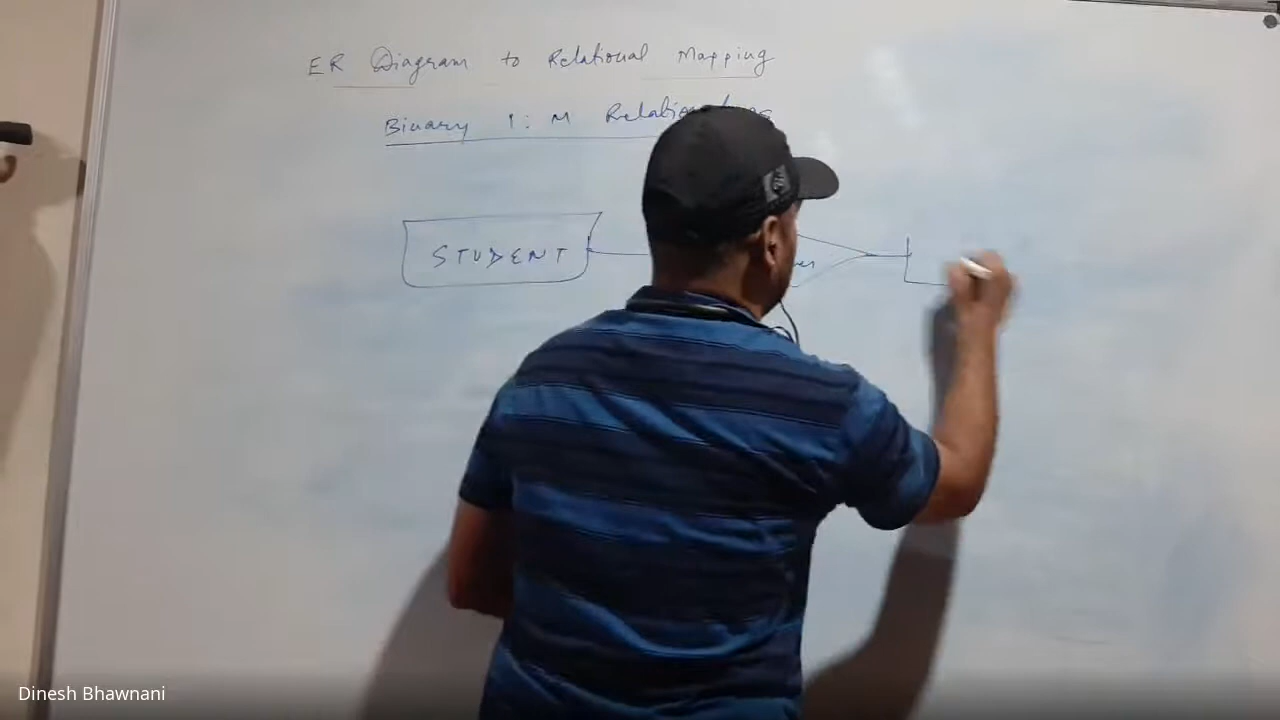 ER Diagram to Relational Mapping
Binary 1 : M
STUDENT
Dinesh Bhawnani